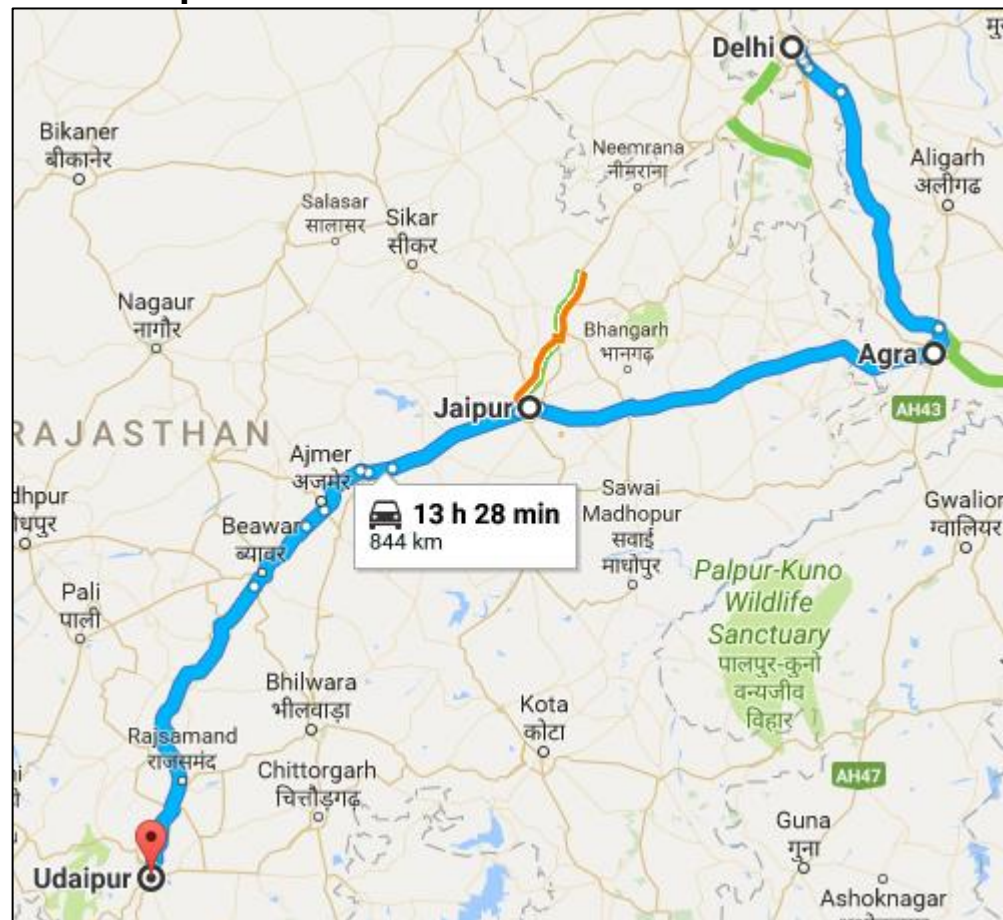 Delhi
Bikaner
बीकानेर
Neemrana
नीमराना
Aligarh
अलीगढ
Salasar
सालासर
Sikar
सीकर
Nagaur
नागौर
Bhangarh
भानगढ़
Agra
Jaipur
AH43
RAJASTHAN
Ajmer
अजमेर
13 h 28 min
844 km
Sawai
Madhopur
सवाई
माधोपुर
Gwalior
ग्वालियर
dhpur
धपुर
Beawar
ब्यावर
Pali
पाली
Palpur-Kuno
Wildlife
Sanctuary
पालपुर-कुनो
वन्यजीव
विहार
Bhilwara
भीलवाड़ा
Kota
कोटा
Rajsamand
राजसमंद
Chittorgarh
चित्तौड़गढ़
AH47
Guna
गुना
Udaipur
Ashoknagar